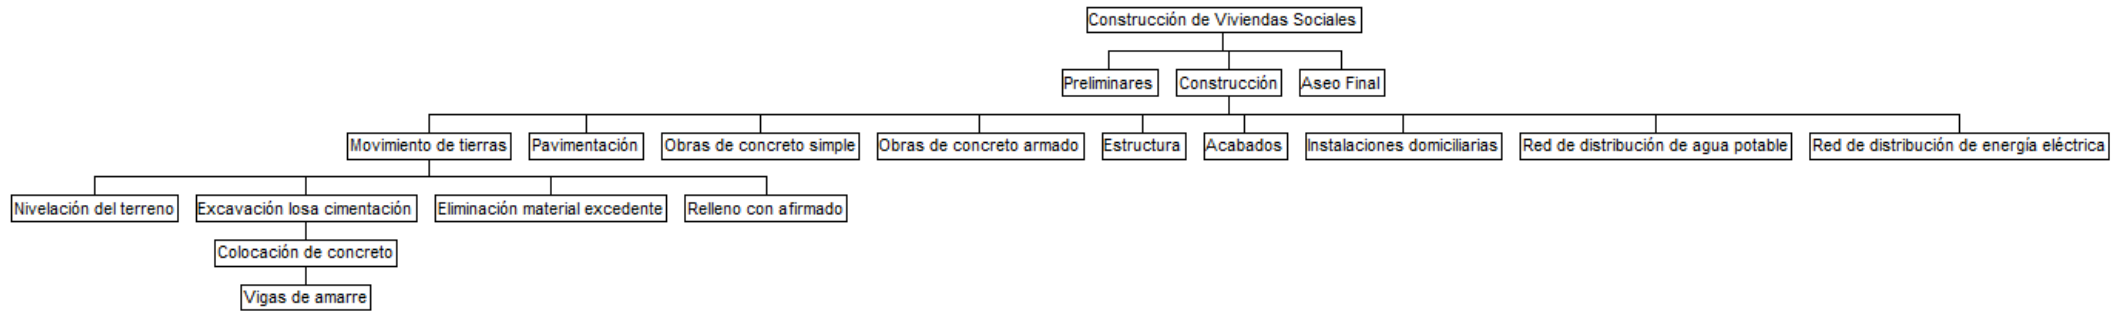 Construcción de Viviendas Sociales
Preliminares
Construcción
Aseo Final
Movimiento de tierras
Pavimentación
Obras de concreto simple
Obras de concreto armado
Estructura
Acabados
Instalaciones domiciliarias
Red de distribución de agua potable
Red de distribución de energía eléctrica
Nivelación del terreno
Excavación losa cimentación
Eliminación material excedente
Relleno con afirmado
Colocación de concreto
Vigas de amarre